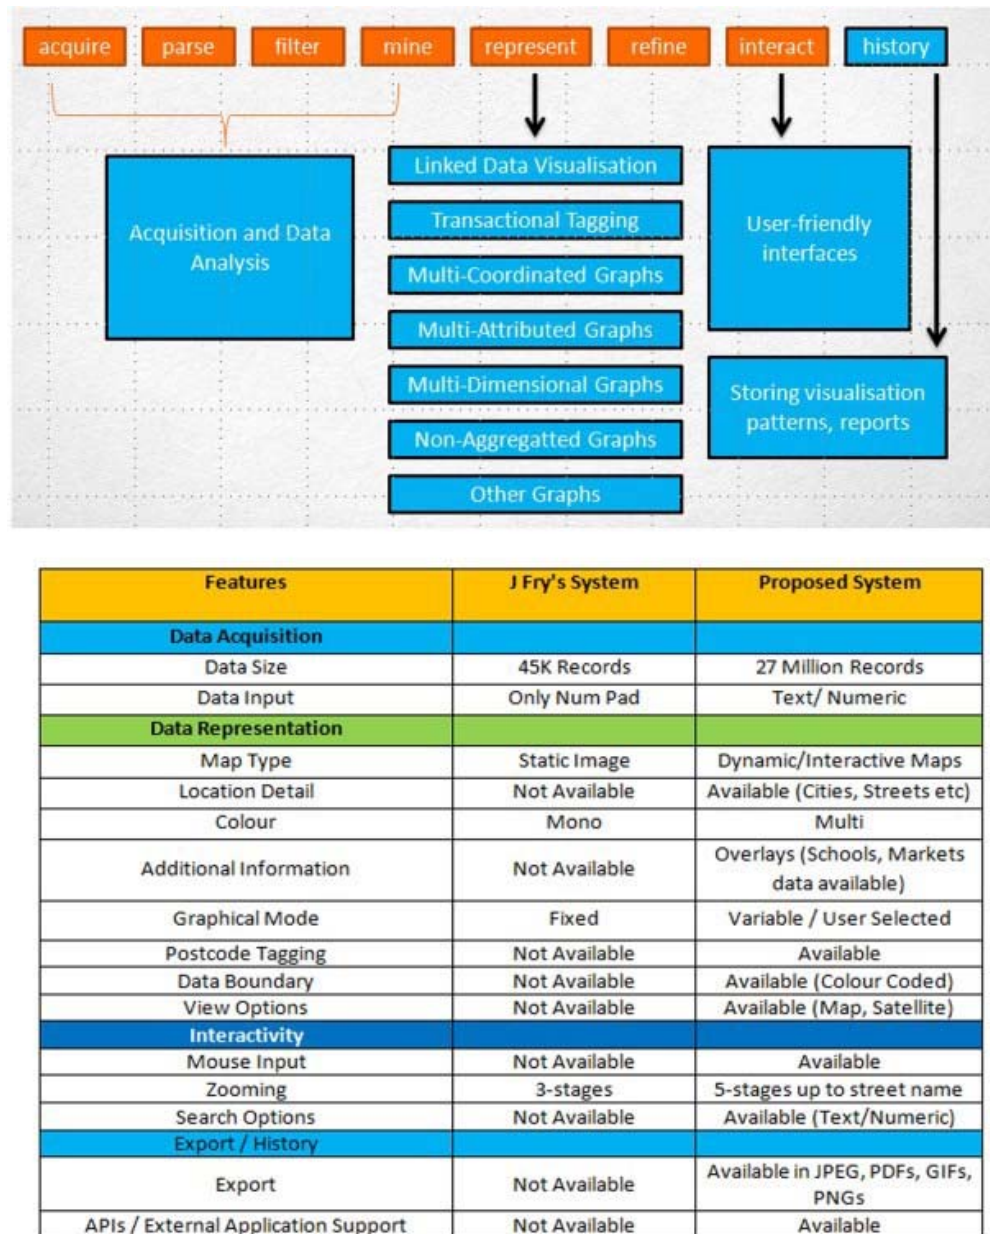 acquire parse filter mine represent refine interact history
Linked Data Visualisation
Transactional Tagging
Multi-Coordinated Graphs
Multi-Attributed Graphs
Multi-Dimensional Graphs
Non-Aggregatted Graphs
Other Graphs
Acquisition and Data
Analysis
User-friendly
interfaces
Storing visualisation
patterns, reports
Features J Fry's System Proposed System
Data Acquisition
Data Size 45K Records 27 Million Records
Data Input Only Num Pad Text/ Numeric
Data Representation
Map Type Static Image Dynamic/Interactive Maps
Location Detail Not Available Available (Cities, Streets etc)
Colour Mono Multi
Additional Information Not Available Overlays (Schools, Markets
data available)
Graphical Mode Fixed Variable / User Selected
Postcode Tagging Not Available Available
Data Boundary Not Available Available (Colour Coded)
View Options Not Available Available (Map, Satellite)
Interactivity
Mouse Input Not Available Available
Zooming 3-stages 5-stages up to street name
Search Options Not Available Available (Text/Numeric)
Export / History
Export Not Available Available in JPEG, PDFs, GIFs,
PNGs
APIs / External Application Support Not Available Available